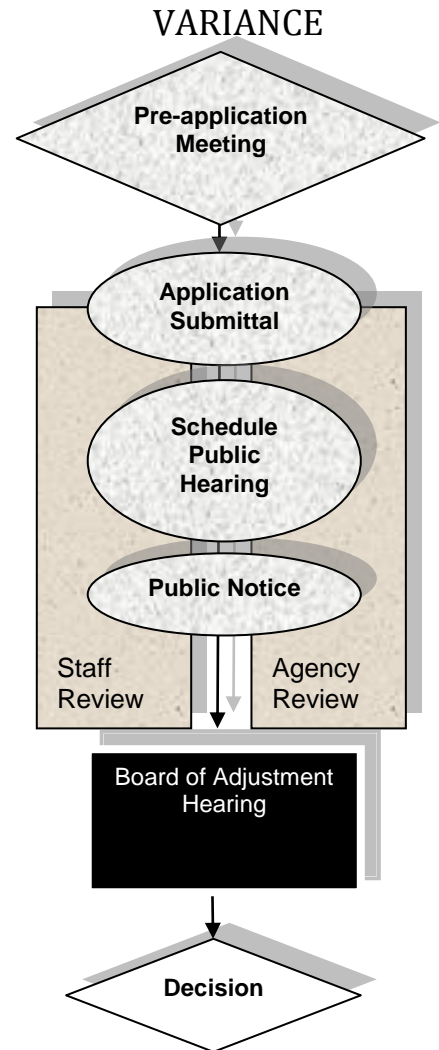 VARIANCE
Pre-application
Meeting
Application
Submittal
Schedule
Public
Hearing
Public Notice
Staff
Review
Agency
Review
Board of Adjustment
Hearing
Decision